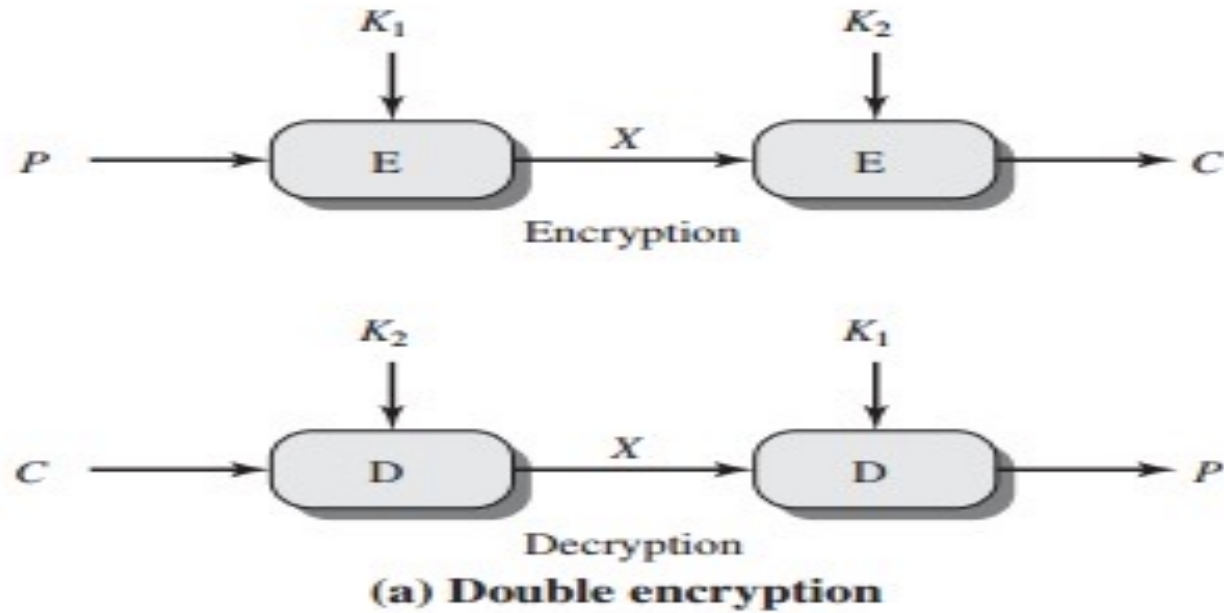 K₁ K₂
P E X E C
Encryption
K₂ K₁
C D X D P
Decryption
(a) Double encryption